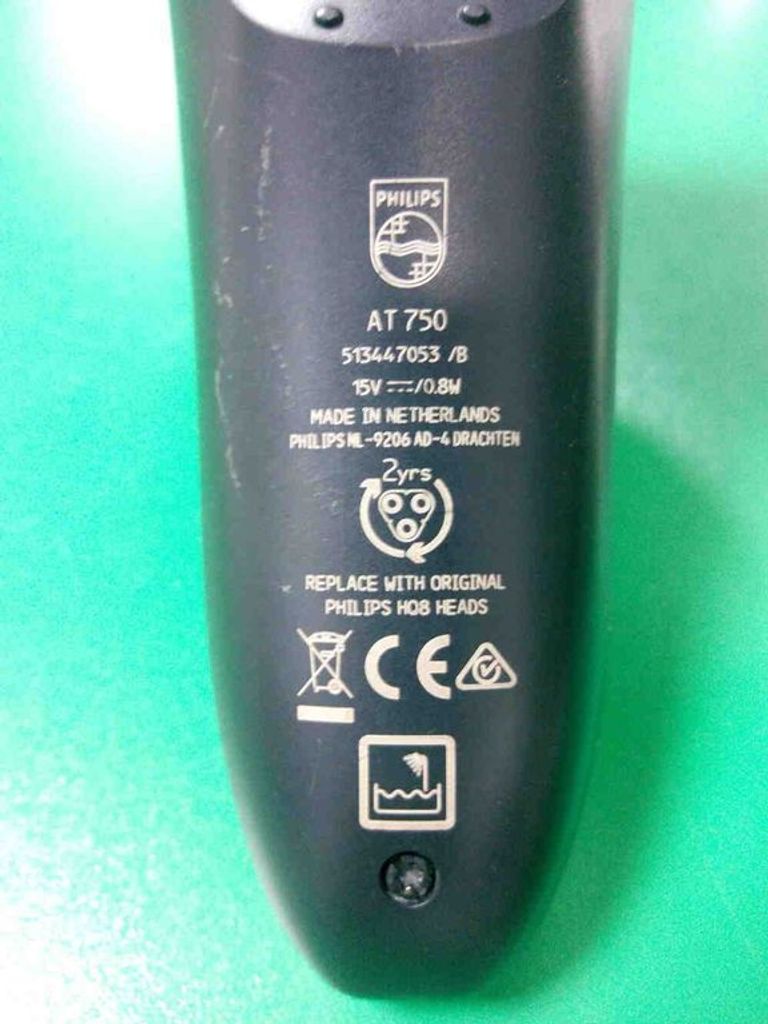 PHILIPS
AT 750
513447053 /B
15V ⎓/0.8W
MADE IN NETHERLANDS
PHILIPS NL-9206 AD-4 DRACHTEN
2yrs
REPLACE WITH ORIGINAL
PHILIPS HQ8 HEADS
CE